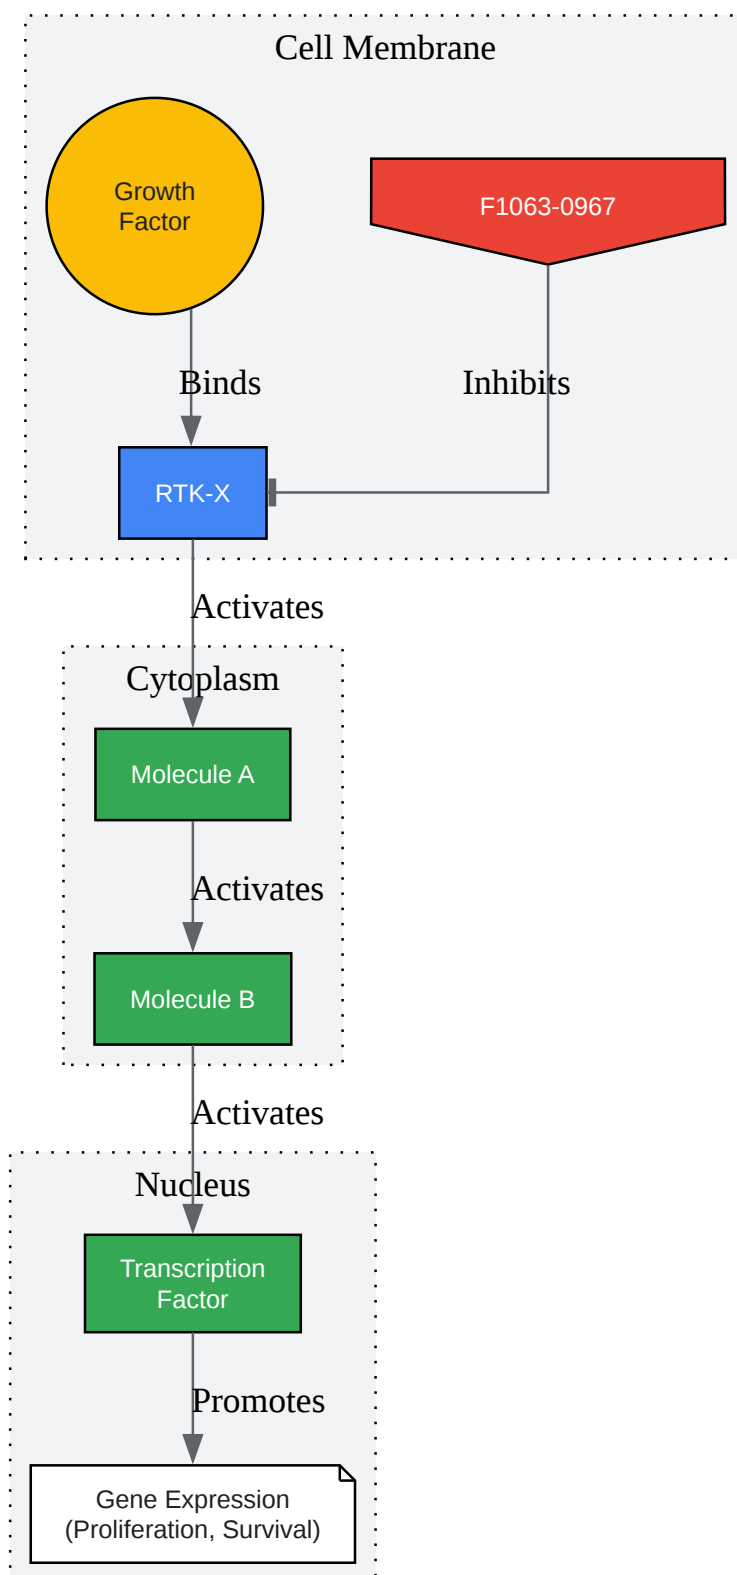 Cell Membrane
Growth
Factor
F1063-0967
Binds
Inhibits
RTK-X
Activates
Cytoplasm
Molecule A
Activates
Molecule B
Activates
Nucleus
Transcription
Factor
Promotes
Gene Expression
(Proliferation, Survival)